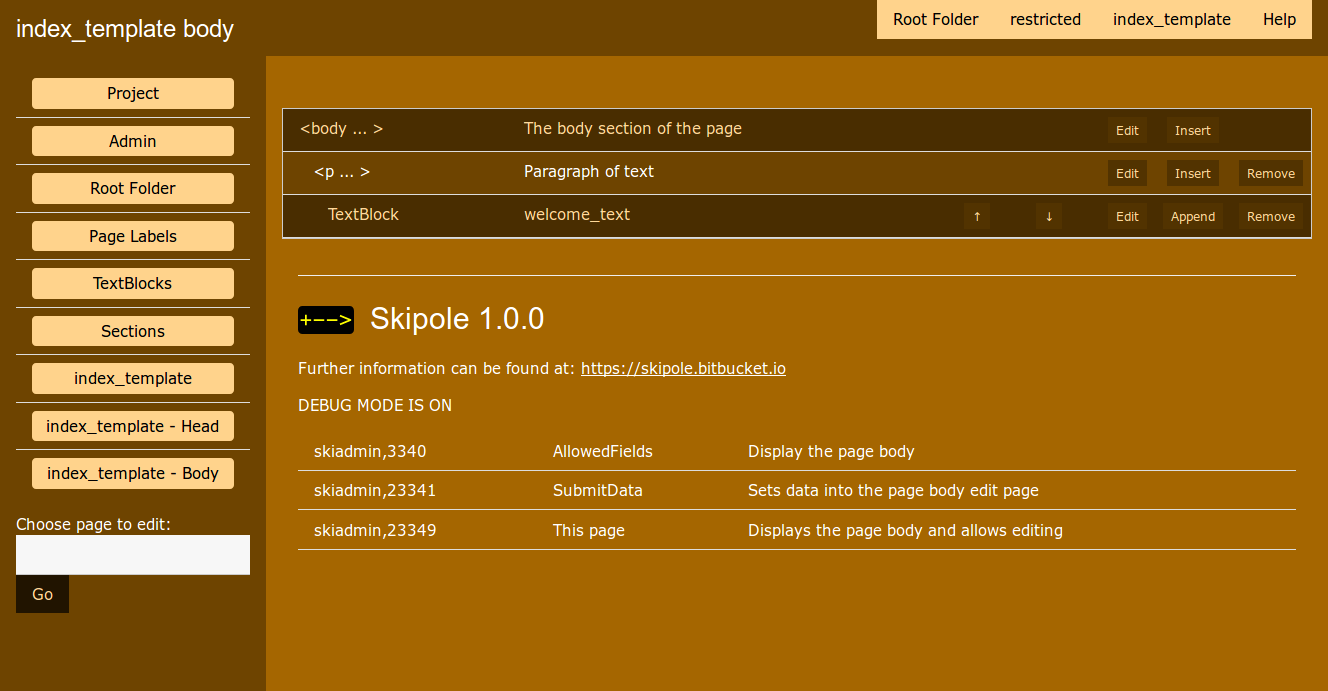 index_template body
Root Folder restricted index_template Help
Project
Admin
Root Folder
Page Labels
TextBlocks
Sections
index_template
index_template - Head
index_template - Body
Choose page to edit:
Go
<body ... > The body section of the page Edit Insert
<p ... > Paragraph of text Edit Insert Remove
TextBlock welcome_text ↑ ↓ Edit Append Remove
+--> Skipole 1.0.0
Further information can be found at: https://skipole.bitbucket.io
DEBUG MODE IS ON
skiadmin,3340 AllowedFields Display the page body
skiadmin,23341 SubmitData Sets data into the page body edit page
skiadmin,23349 This page Displays the page body and allows editing